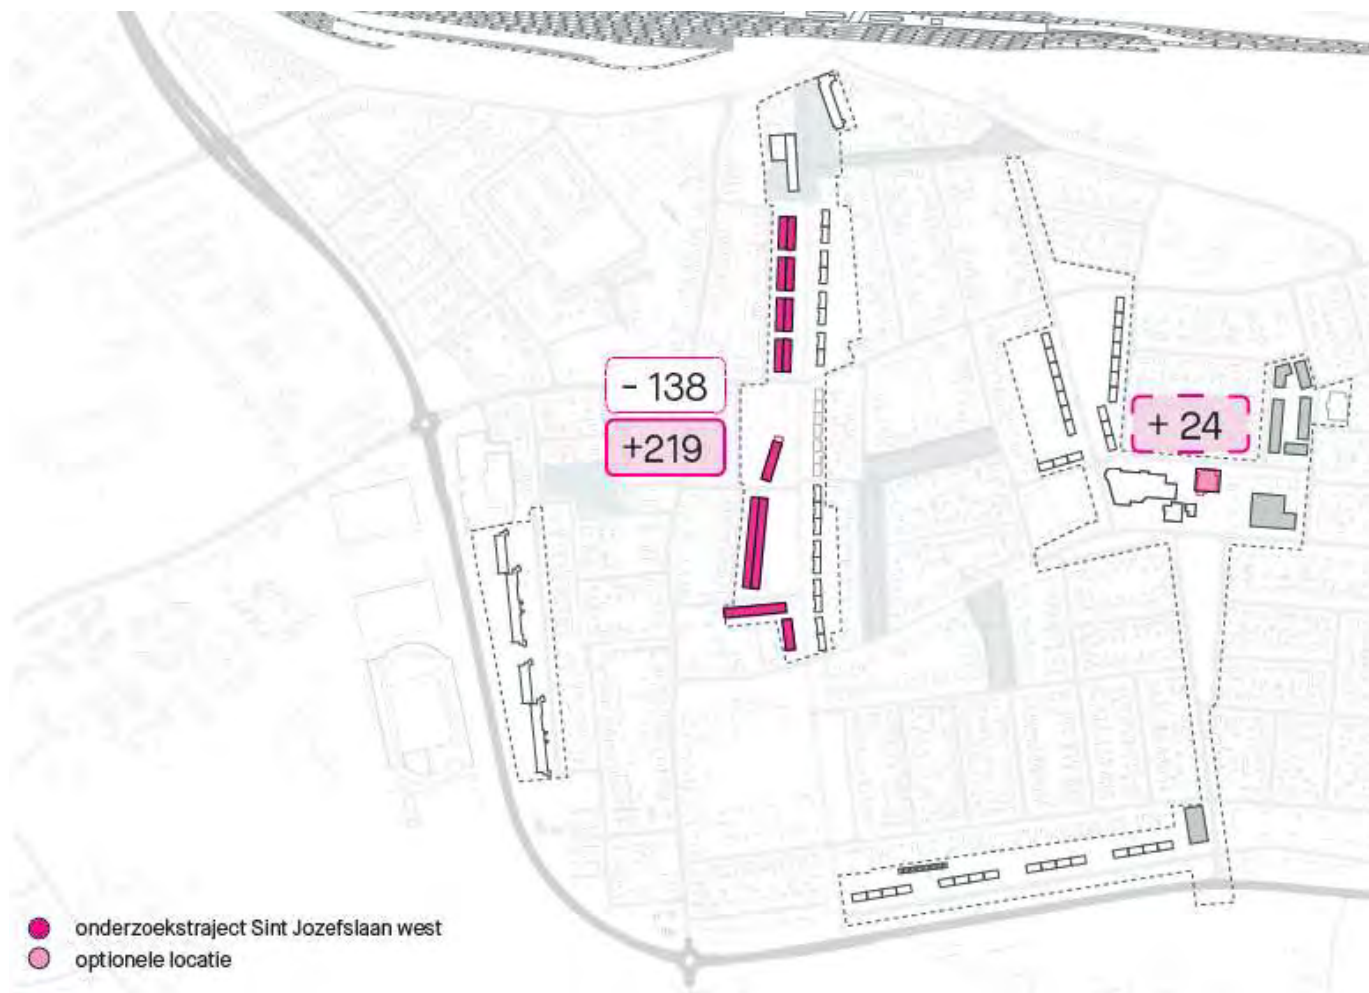 - 138
+219
+ 24
onderzoekstraject Sint Jozefslaan west
optionele locatie